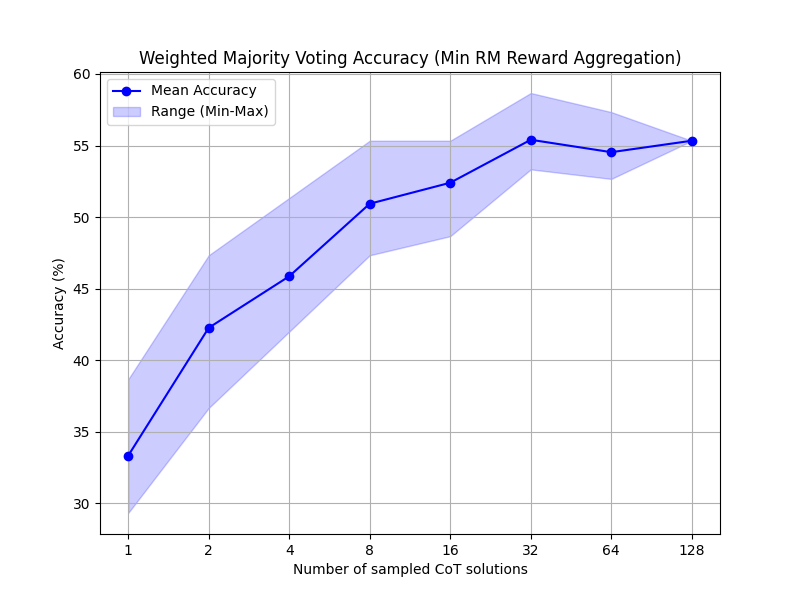 Weighted Majority Voting Accuracy (Min RM Reward Aggregation)
Mean Accuracy
Range (Min-Max)
60
55
50
45
40
35
30
Accuracy (%)
1 2 4 8 16 32 64 128
Number of sampled CoT solutions